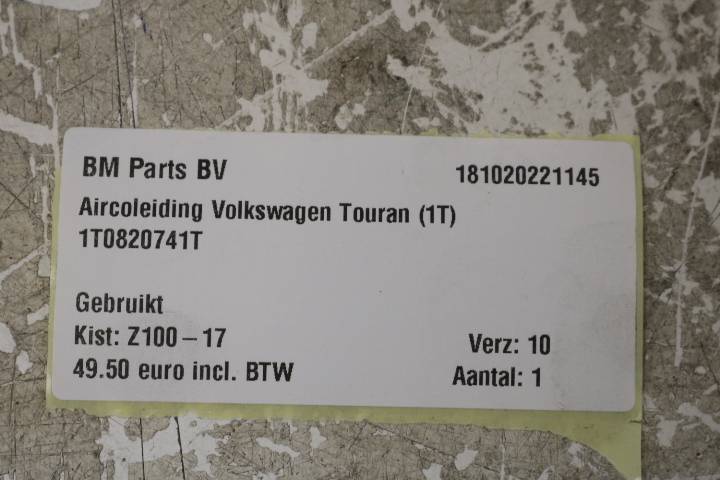 BM Parts BV 181020221145
Aircoleiding Volkswagen Touran (1T)
1T0820741T
Gebruikt
Kist: Z100-17 Verz: 10
49.50 euro incl. BTW Aantal: 1